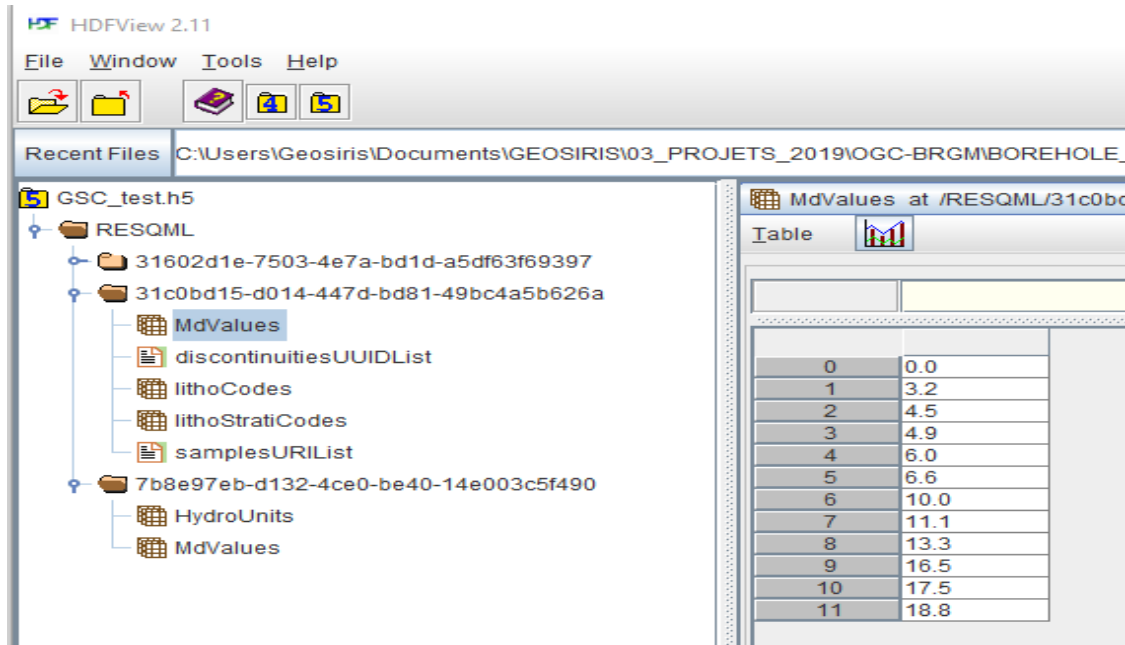 HDF HDFView 2.11
File Window Tools Help
4 5
Recent Files C:\Users\Geosiris\Documents\GEOSIRIS\03_PROJETS_2019\OGC-BRGM\BOREHOLE_
5 GSC_test.h5
RESQML
31602d1e-7503-4e7a-bd1d-a5df63f69397
31c0bd15-d014-447d-bd81-49bc4a5b626a
MdValues
discontinuitiesUUIDList
lithoCodes
lithoStratiCodes
samplesURIList
7b8e97eb-d132-4ce0-be40-14e003c5f490
HydroUnits
MdValues
MdValues at /RESQML/31c0bd
Table
0 0.0
1 3.2
2 4.5
3 4.9
4 6.0
5 6.6
6 10.0
7 11.1
8 13.3
9 16.5
10 17.5
11 18.8